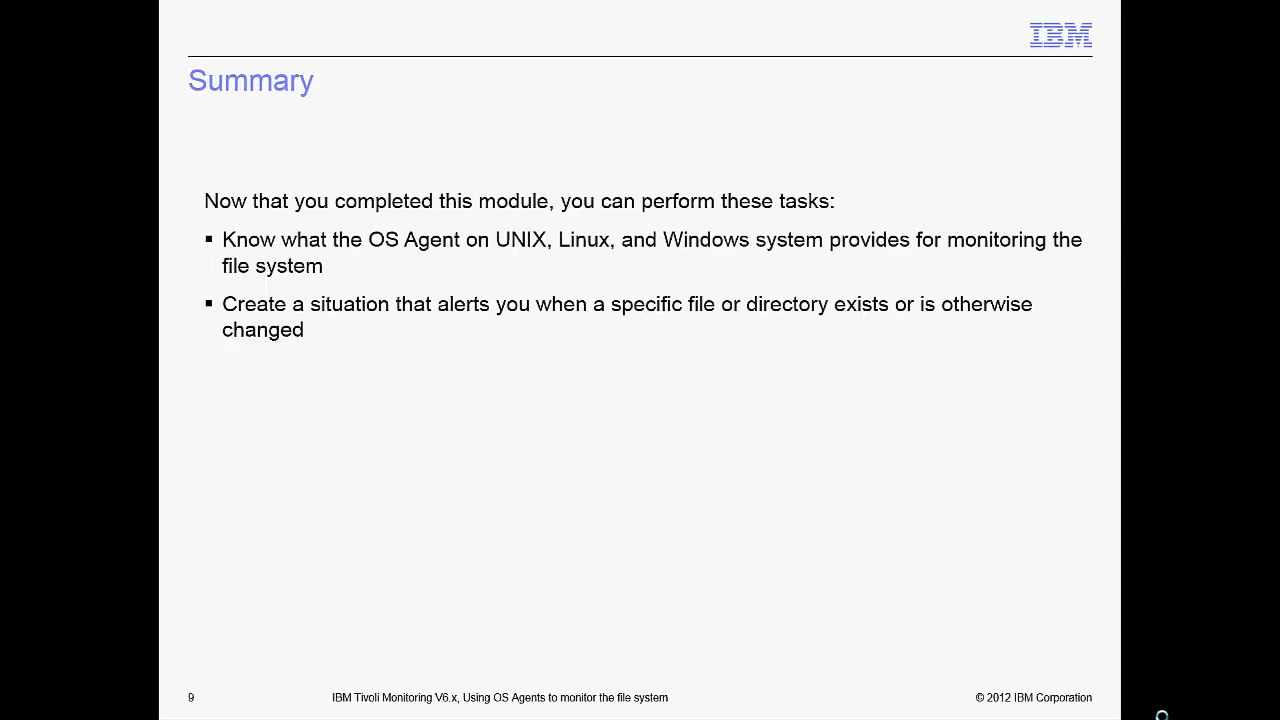 IBM
Summary
Now that you completed this module, you can perform these tasks:
▪ Know what the OS Agent on UNIX, Linux, and Windows system provides for monitoring the
file system
▪ Create a situation that alerts you when a specific file or directory exists or is otherwise
changed
9 IBM Tivoli Monitoring V6.x, Using OS Agents to monitor the file system © 2012 IBM Corporation